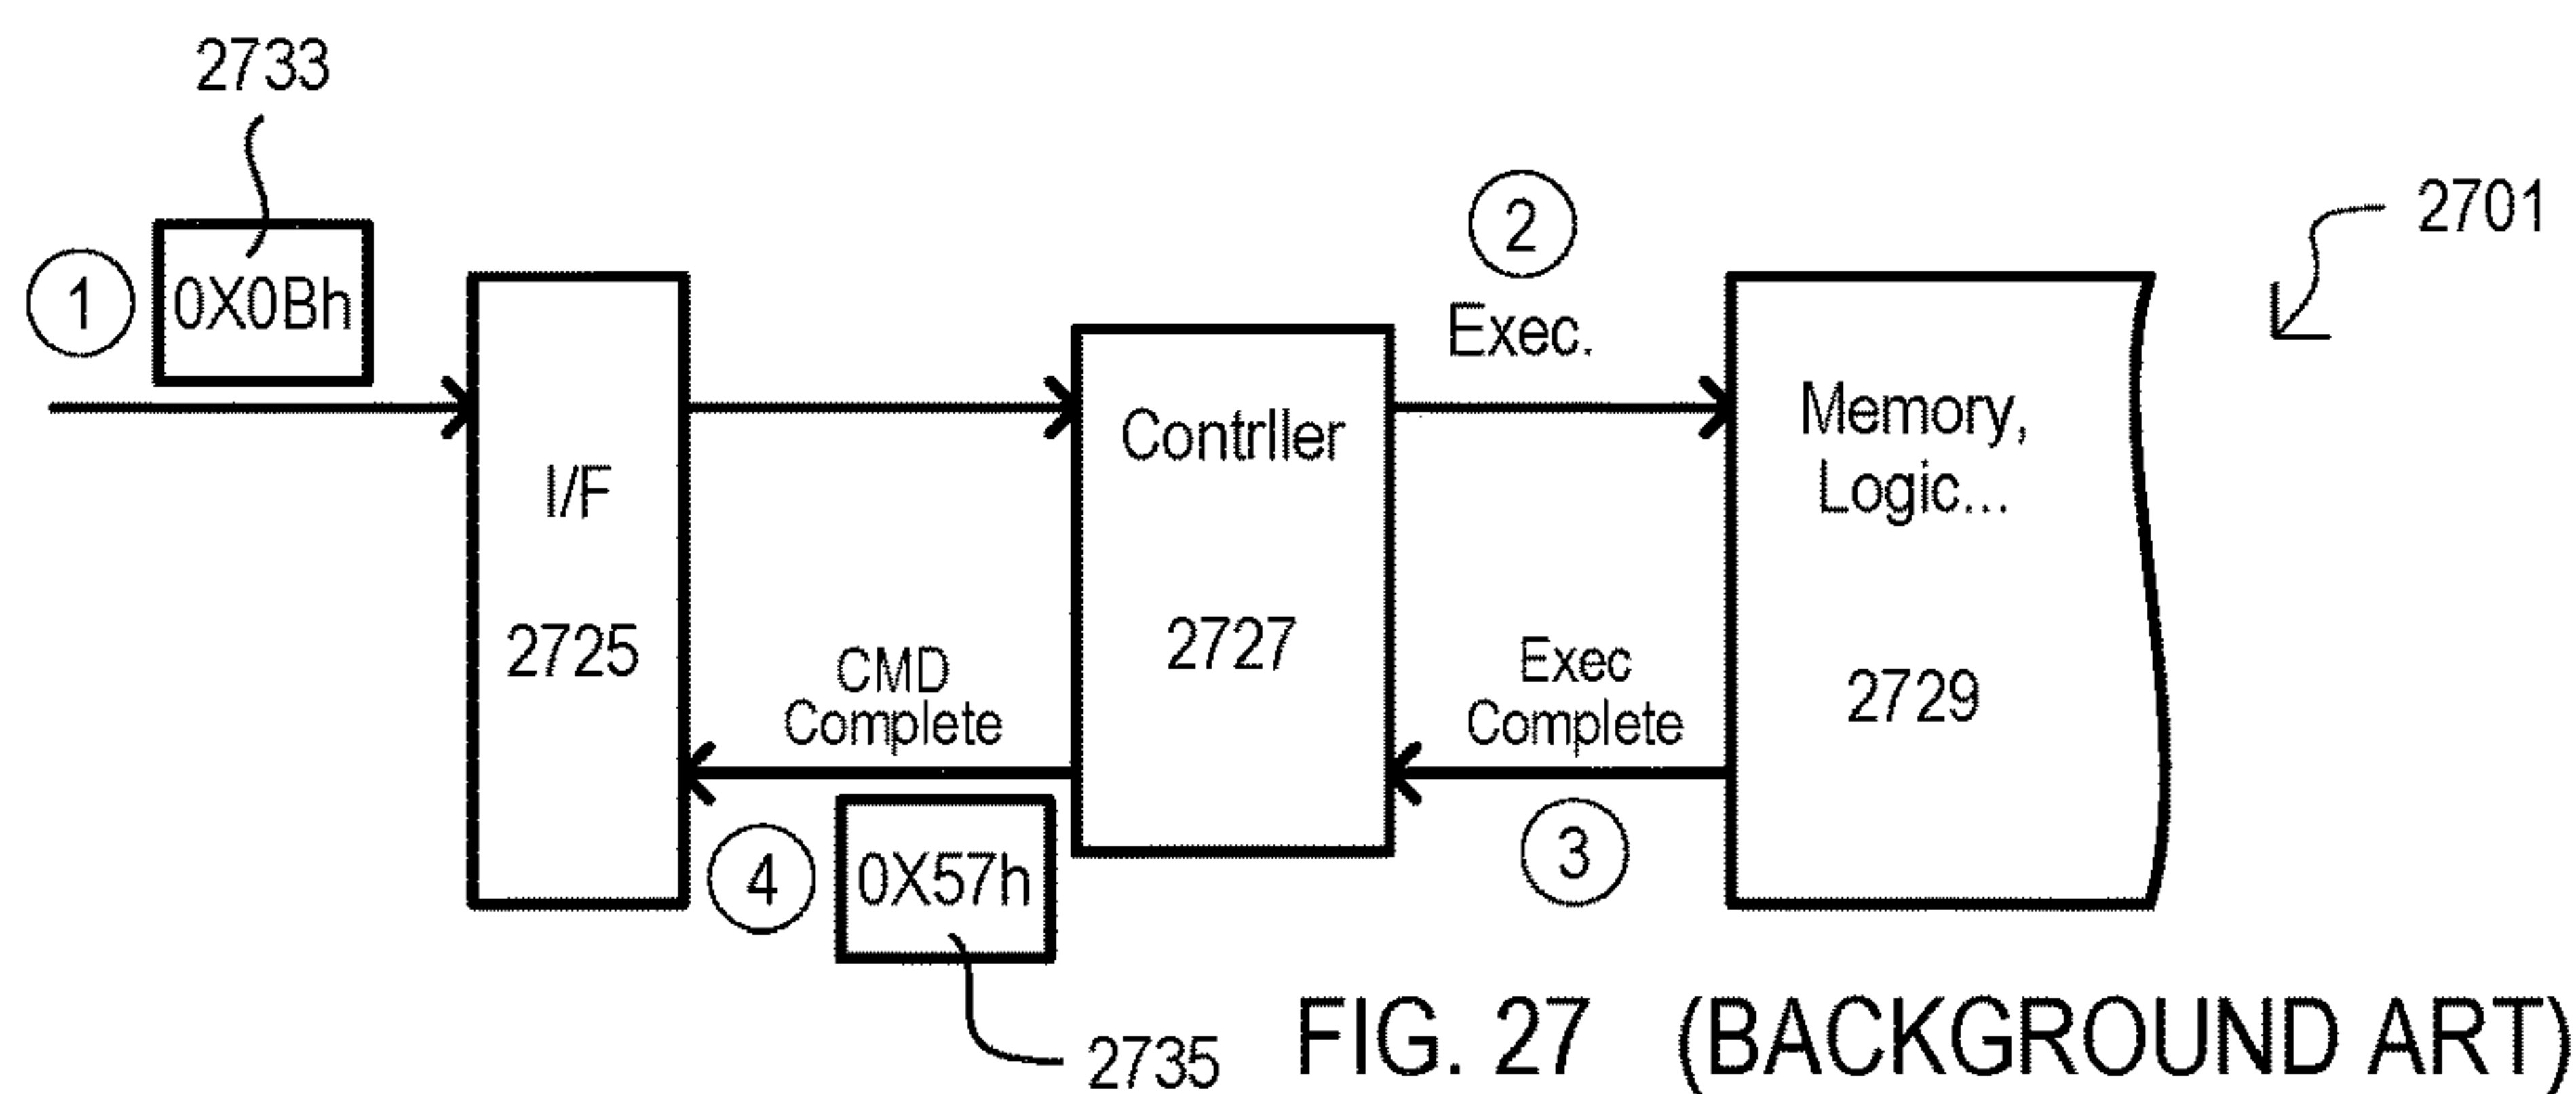 2733
2701
1
0X0Bh
2
Exec.
I/F
2725
Contrller
2727
Memory,
Logic...
2729
CMD
Complete
Exec
Complete
4
0X57h
3
2735
FIG. 27 (BACKGROUND ART)